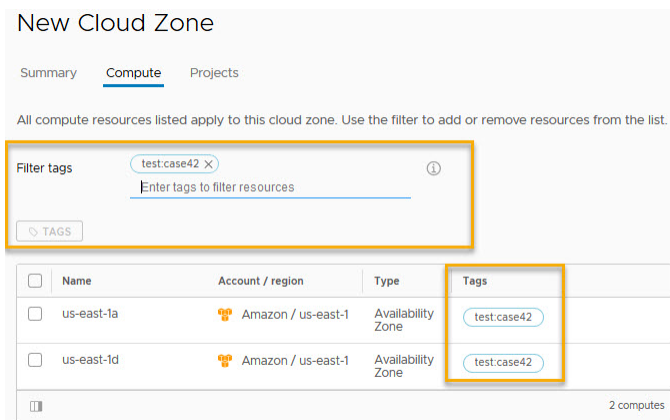 New Cloud Zone
Summary Compute Projects
All compute resources listed apply to this cloud zone. Use the filter to add or remove resources from the list.
Filter tags test:case42
Enter tags to filter resources
TAGS
Name Account / region Type Tags
us-east-1a Amazon / us-east-1 Availability Zone test:case42
us-east-1d Amazon / us-east-1 Availability Zone test:case42
2 computes